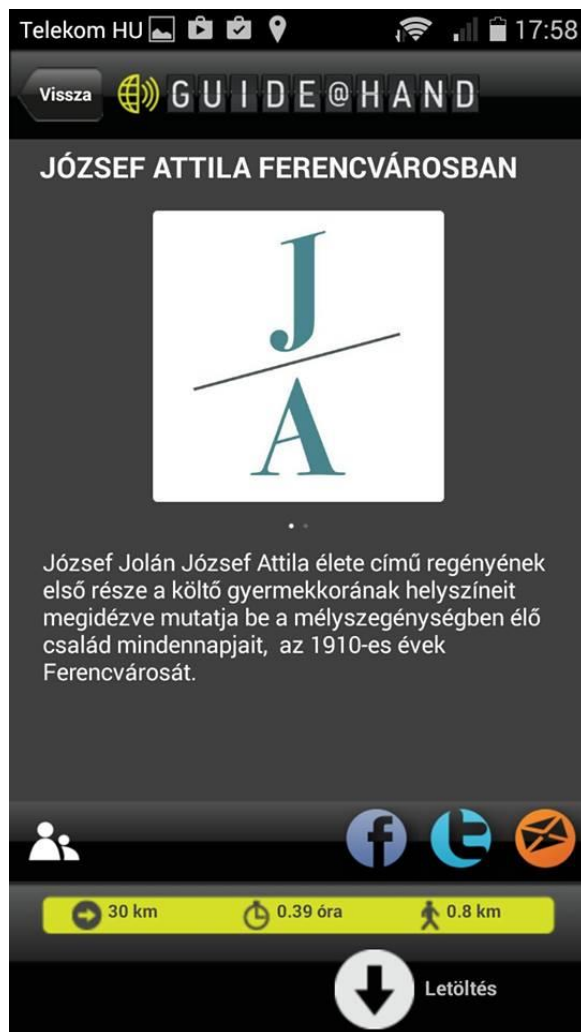 Telekom HU 17:58
Vissza GUIDE@HAND
JÓZSEF ATTILA FERENCVÁROSBAN
J
A
József Jolán József Attila élete című regényének
első része a költő gyermekkorának helyszíneit
megidézve mutatja be a mélyszegénységben élő
család mindennapjait, az 1910-es évek
Ferencvárosát.
30 km 0.39 óra 0.8 km
Letöltés